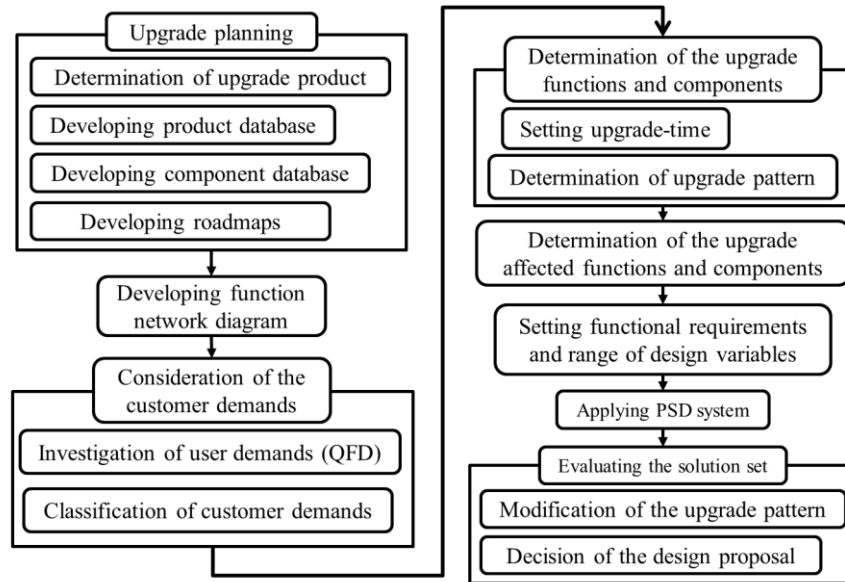 Upgrade planning
Determination of upgrade product
Developing product database
Developing component database
Developing roadmaps
Developing function
network diagram
Consideration of the
customer demands
Investigation of user demands (QFD)
Classification of customer demands
Determination of the upgrade
functions and components
Setting upgrade-time
Determination of upgrade pattern
Determination of the upgrade
affected functions and components
Setting functional requirements
and range of design variables
Applying PSD system
Evaluating the solution set
Modification of the upgrade pattern
Decision of the design proposal